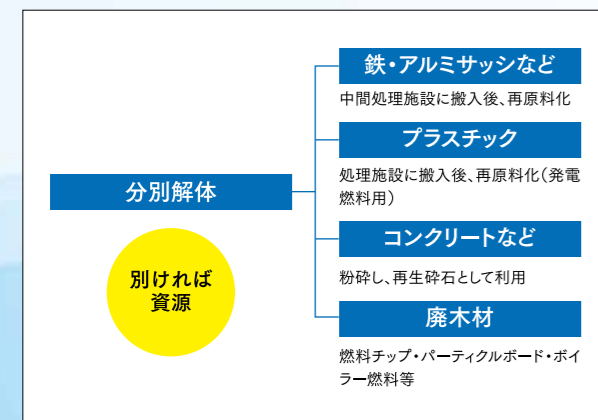 分別解体
別ければ
資源
鉄・アルミサッシなど
中間処理施設に搬入後、再原料化
プラスチック
処理施設に搬入後、再原料化(発電
燃料用)
コンクリートなど
粉砕し、再生砕石として利用
廃木材
燃料チップ・パーティクルボード・ボイ
ラー燃料等